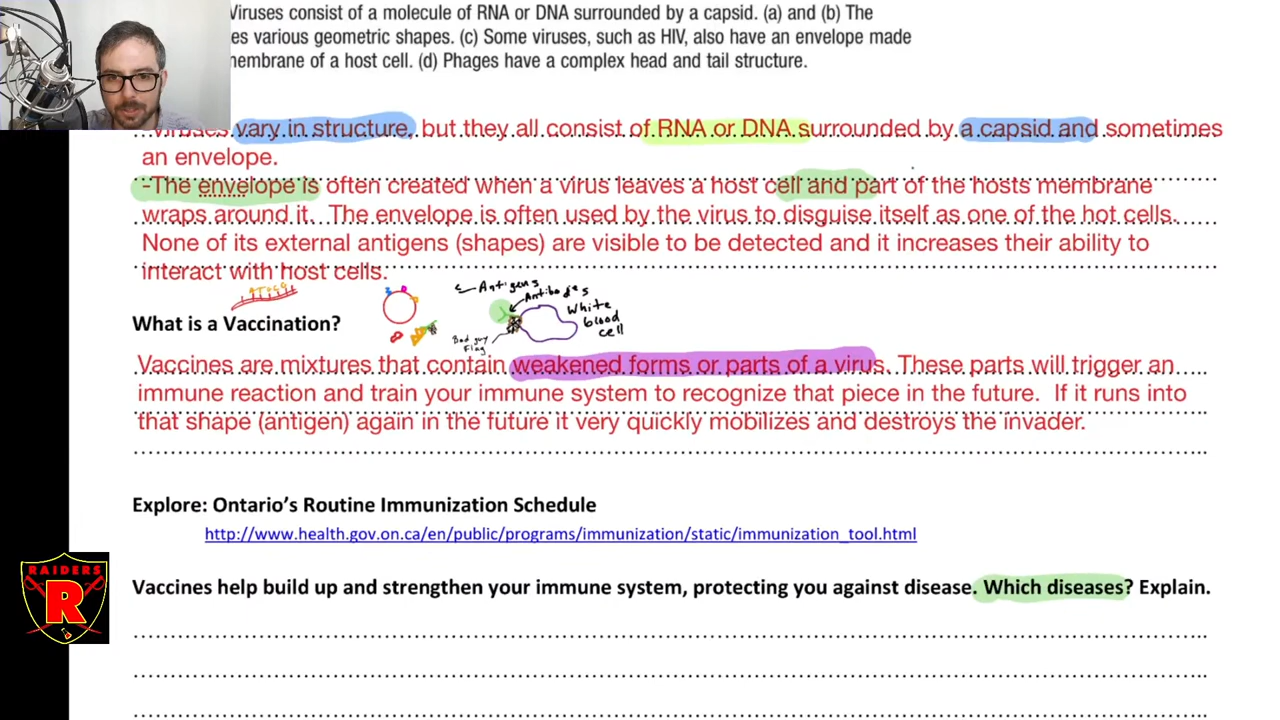 Viruses consist of a molecule of RNA or DNA surrounded by a capsid. (a) and (b) The
es various geometric shapes. (c) Some viruses, such as HIV, also have an envelope made
membrane of a host cell. (d) Phages have a complex head and tail structure.
Viruses vary in structure, but they all consist of RNA or DNA surrounded by a capsid and sometimes
an envelope.
-The envelope is often created when a virus leaves a host cell and part of the hosts membrane
wraps around it. The envelope is often used by the virus to disguise itself as one of the hot cells.
None of its external antigens (shapes) are visible to be detected and it increases their ability to
interact with host cells.
Antigens
Antibodies
White
blood
cell
Bad guy
Flag
What is a Vaccination?
Vaccines are mixtures that contain weakened forms or parts of a virus. These parts will trigger an
immune reaction and train your immune system to recognize that piece in the future. If it runs into
that shape (antigen) again in the future it very quickly mobilizes and destroys the invader.
Explore: Ontario's Routine Immunization Schedule
http://www.health.gov.on.ca/en/public/programs/immunization/static/immunization_tool.html
RAIDERS
R
Vaccines help build up and strengthen your immune system, protecting you against disease. Which diseases? Explain.